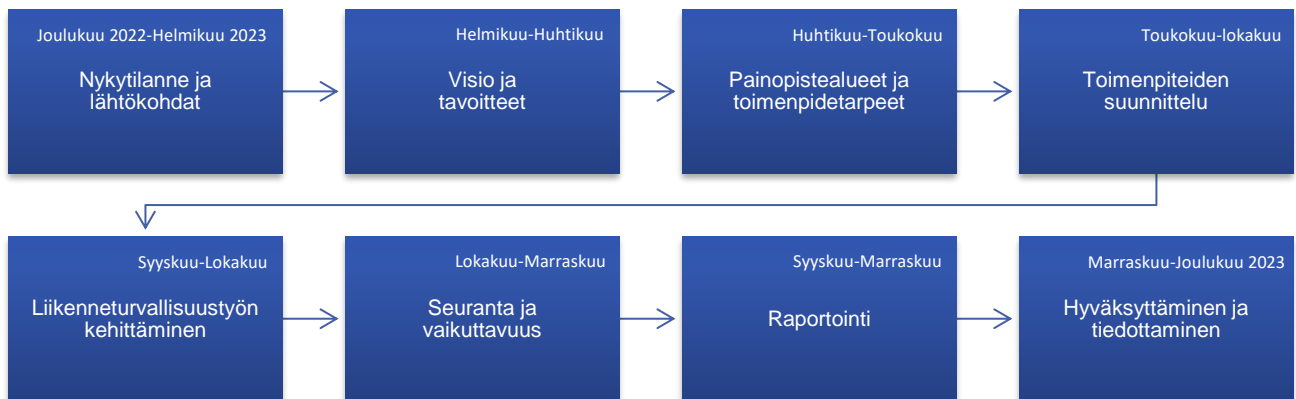 Joulukuu 2022-Helmikuu 2023
Nykytilanne ja
lähtökohdat
Helmikuu-Huhtikuu
Visio ja
tavoitteet
Huhtikuu-Toukokuu
Painopistealueet ja
toimenpidetarpeet
Toukokuu-lokakuu
Toimenpiteiden
suunnittelu
Syyskuu-Lokakuu
Liikenneturvallisuustyön
kehittäminen
Lokakuu-Marraskuu
Seuranta ja
vaikuttavuus
Syyskuu-Marraskuu
Raportointi
Marraskuu-Joulukuu 2023
Hyväksyttäminen ja
tiedottaminen